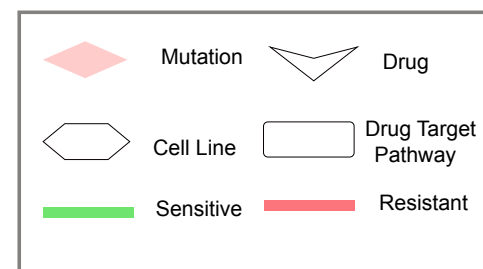 Mutation
Drug
Cell Line
Drug Target
Pathway
Sensitive
Resistant